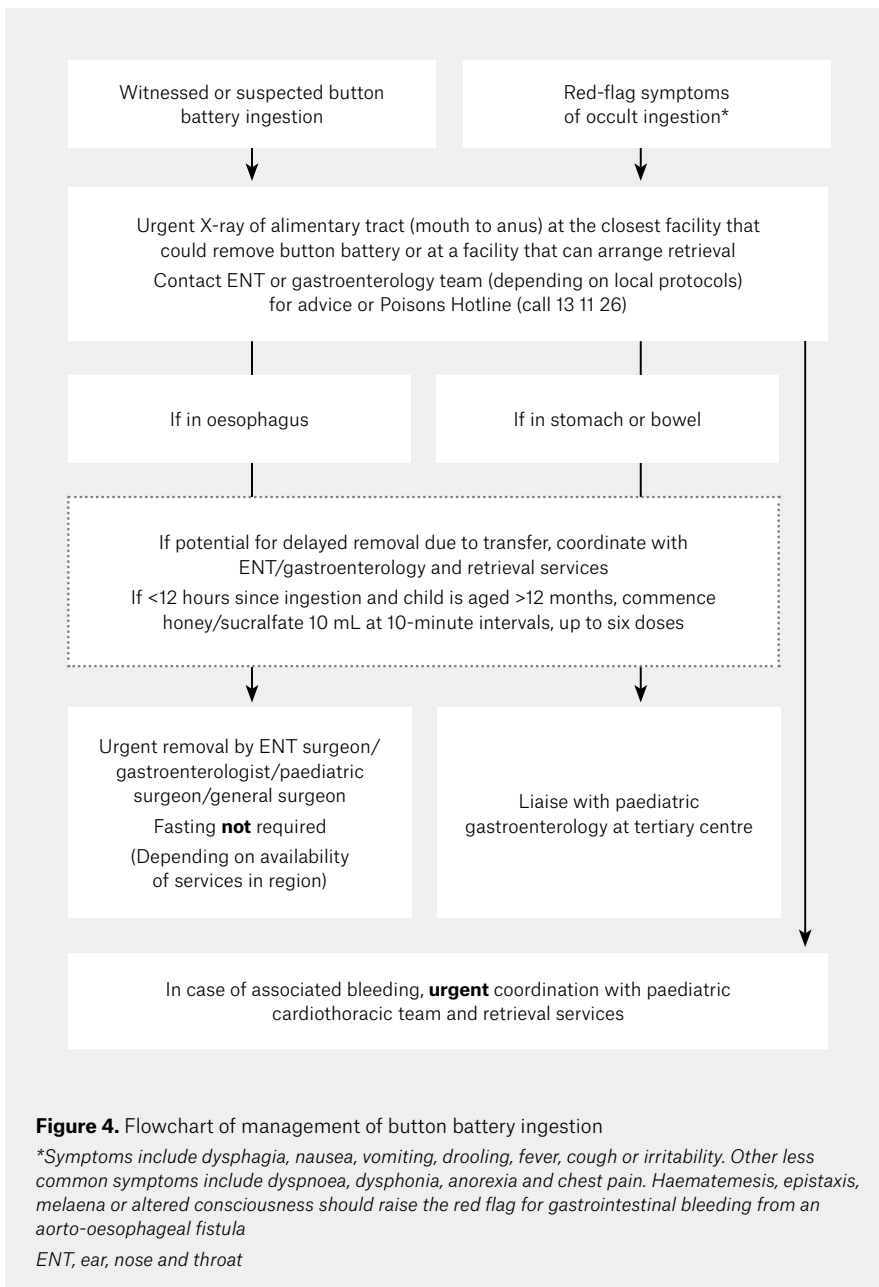 Witnessed or suspected button
battery ingestion
Red-flag symptoms
of occult ingestion*
Urgent X-ray of alimentary tract (mouth to anus) at the closest facility that
could remove button battery or at a facility that can arrange retrieval
Contact ENT or gastroenterology team (depending on local protocols)
for advice or Poisons Hotline (call 13 11 26)
If in oesophagus
If in stomach or bowel
If potential for delayed removal due to transfer, coordinate with
ENT/gastroenterology and retrieval services
If <12 hours since ingestion and child is aged >12 months, commence
honey/sucralfate 10 mL at 10-minute intervals, up to six doses
Urgent removal by ENT surgeon/
gastroenterologist/paediatric
surgeon/general surgeon
Fasting not required
(Depending on availability
of services in region)
Liaise with paediatric
gastroenterology at tertiary centre
In case of associated bleeding, urgent coordination with paediatric
cardiothoracic team and retrieval services
Figure 4. Flowchart of management of button battery ingestion
*Symptoms include dysphagia, nausea, vomiting, drooling, fever, cough or irritability. Other less
common symptoms include dyspnoea, dysphonia, anorexia and chest pain. Haematemesis, epistaxis,
melaena or altered consciousness should raise the red flag for gastrointestinal bleeding from an
aorto-oesophageal fistula
ENT, ear, nose and throat